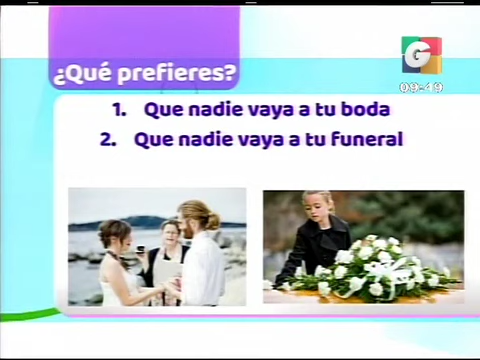 ¿Qué prefieres?
G
09:49
1. Que nadie vaya a tu boda
2. Que nadie vaya a tu funeral